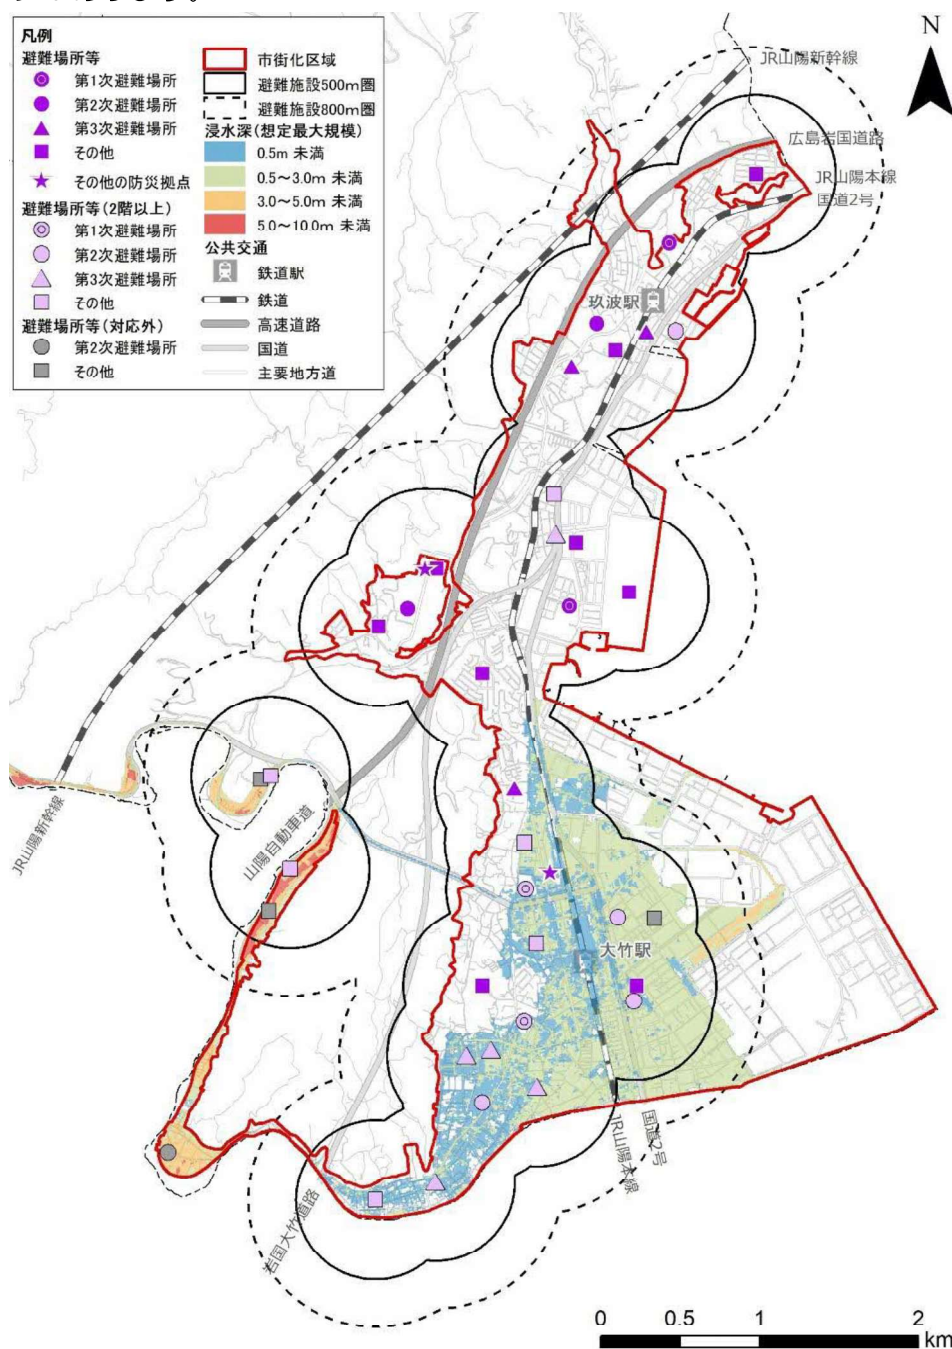 凡例
避難場所等
第1次避難場所
第2次避難場所
第3次避難場所
その他
その他の防災拠点
避難場所等(2階以上)
第1次避難場所
第2次避難場所
第3次避難場所
その他
避難場所等(対応外)
第2次避難場所
その他
市街化区域
避難施設500m圏
避難施設800m圏
浸水深(想定最大規模)
0.5m 未満
0.5～3.0m 未満
3.0～5.0m 未満
5.0～10.0m 未満
公共交通
鉄道駅
鉄道
高速道路
国道
主要地方道
N
JR山陽新幹線
広島岩国道路
JR山陽本線
国道2号
玖波駅
JR山陽新幹線
山陽自動車道
大竹駅
JR山陽本線
国道2号
岩国大竹道路
0 0.5 1 2
km